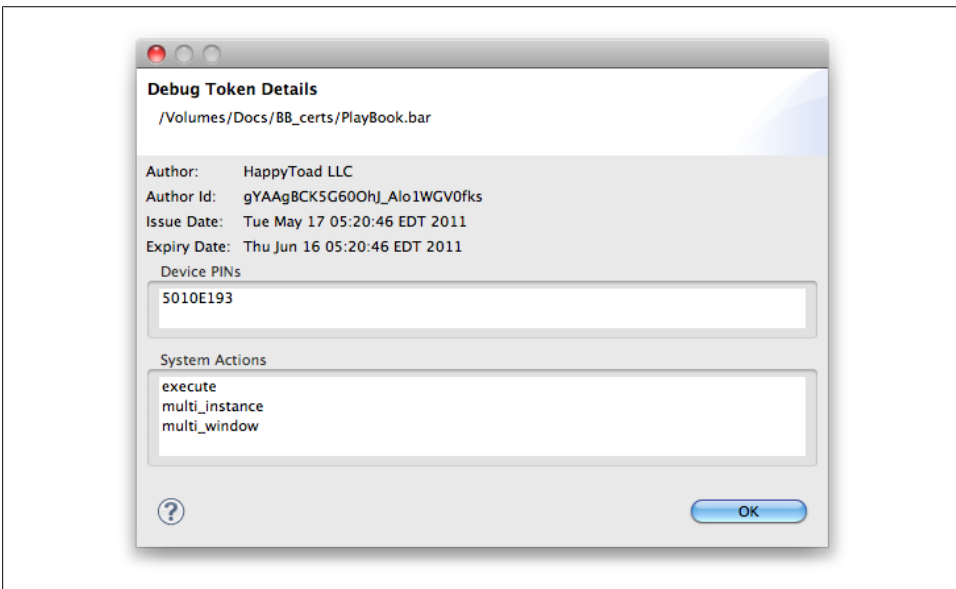 Debug Token Details
/Volumes/Docs/BB_certs/PlayBook.bar
Author: HappyToad LLC
Author Id: gYAAgBCK5G60OhJ_Alo1WGV0fks
Issue Date: Tue May 17 05:20:46 EDT 2011
Expiry Date: Thu Jun 16 05:20:46 EDT 2011
Device PINs
5010E193
System Actions
execute
multi_instance
multi_window
?
OK